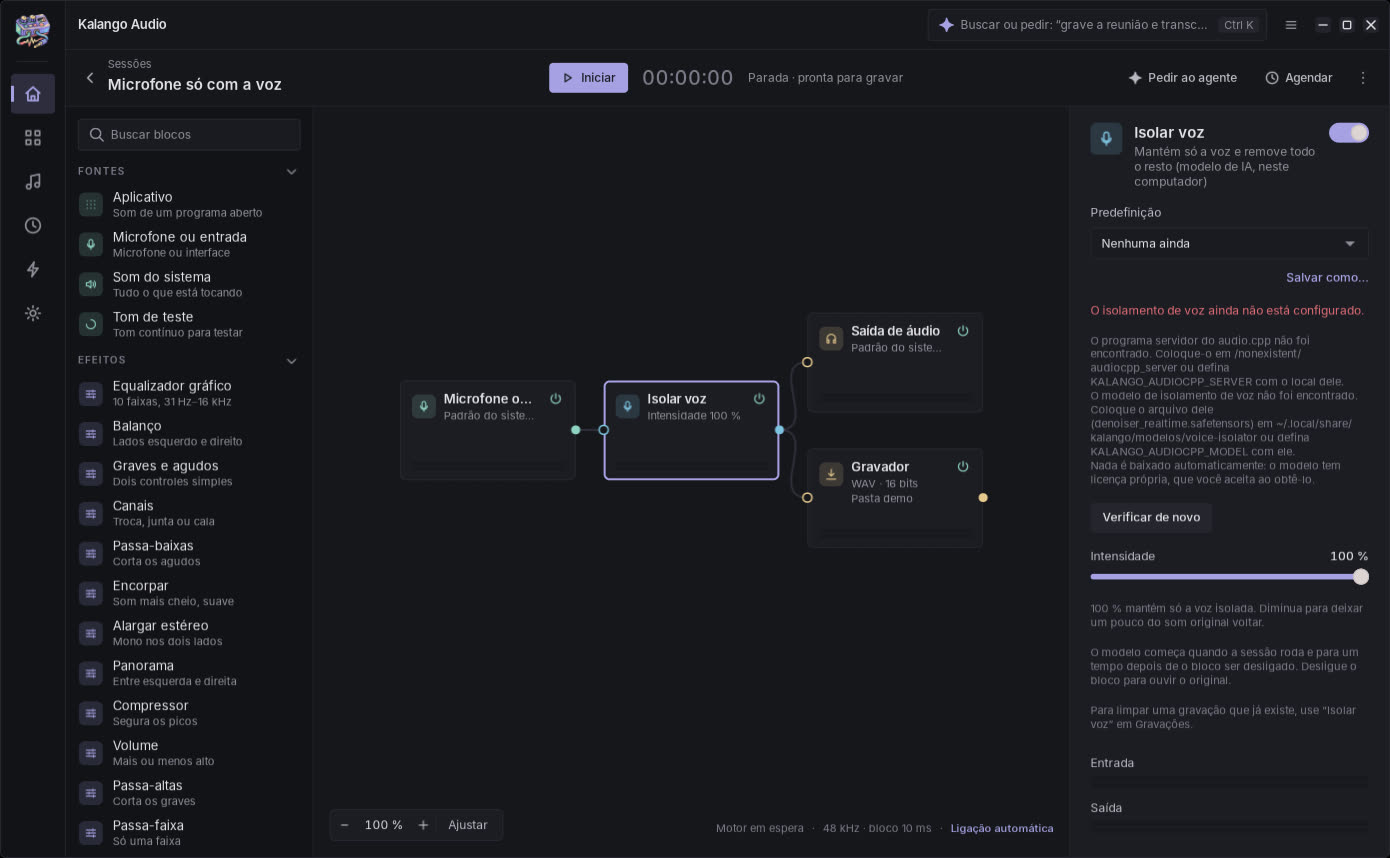 Kalango Audio
Buscar ou pedir: "grave a reunião e transc...
Ctrl K
Sessões
Microfone só com a voz
Iniciar
00:00:00
Parada · pronta para gravar
Pedir ao agente
Agendar
Buscar blocos
FONTES
Aplicativo
Som de um programa aberto
Microfone ou entrada
Microfone ou interface
Som do sistema
Tudo o que está tocando
Tom de teste
Tom contínuo para testar
EFEITOS
Equalizador gráfico
10 faixas, 31 Hz–16 kHz
Balanço
Lados esquerdo e direito
Graves e agudos
Dois controles simples
Canais
Troca, junta ou cala
Passa-baixas
Corta os agudos
Encorpar
Som mais cheio, suave
Alargar estéreo
Mono nos dois lados
Panorama
Entre esquerda e direita
Compressor
Segura os picos
Volume
Mais ou menos alto
Passa-altas
Corta os graves
Passa-faixa
Só uma faixa
Microfone o...
Padrão do siste...
Isolar voz
Intensidade 100 %
Saída de áudio
Padrão do siste...
Gravador
WAV · 16 bits
Pasta demo
100 %
Ajustar
Motor em espera · 48 kHz · bloco 10 ms · Ligação automática
Isolar voz
Mantém só a voz e remove todo
o resto (modelo de IA, neste
computador)
Predefinição
Nenhuma ainda
Salvar como...
O isolamento de voz ainda não está configurado.
O programa servidor do audio.cpp não foi
encontrado. Coloque-o em /nonexistent/
audiocpp_server ou defina
KALANGO_AUDIOCPP_SERVER com o local dele.
O modelo de isolamento de voz não foi encontrado.
Coloque o arquivo dele
(denoiser_realtime.safetensors) em ~/.local/share/
kalango/modelos/voice-isolator ou defina
KALANGO_AUDIOCPP_MODEL com ele.
Nada é baixado automaticamente: o modelo tem
licença própria, que você aceita ao obtê-lo.
Verificar de novo
Intensidade
100 %
100 % mantém só a voz isolada. Diminua para deixar
um pouco do som original voltar.
O modelo começa quando a sessão roda e para um
tempo depois de o bloco ser desligado. Desligue o
bloco para ouvir o original.
Para limpar uma gravação que já existe, use "Isolar
voz" em Gravações.
Entrada
Saída